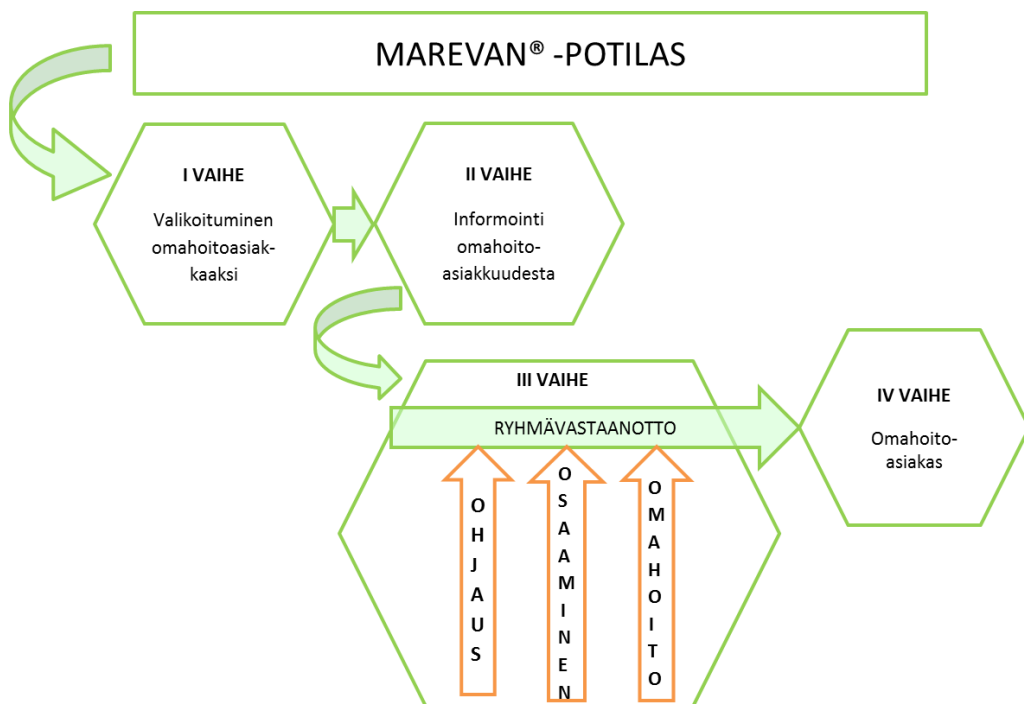 MAREVAN® -POTILAS
I VAIHE
Valikoituminen
omahoitoasiak-
kaaksi
II VAIHE
Informointi
omahoito-
asiakkuudesta
III VAIHE
RYHMÄVASTAANOTTO
OHJAUS
OSAAMINEN
OMAHOITO
IV VAIHE
Omahoito-
asiakas